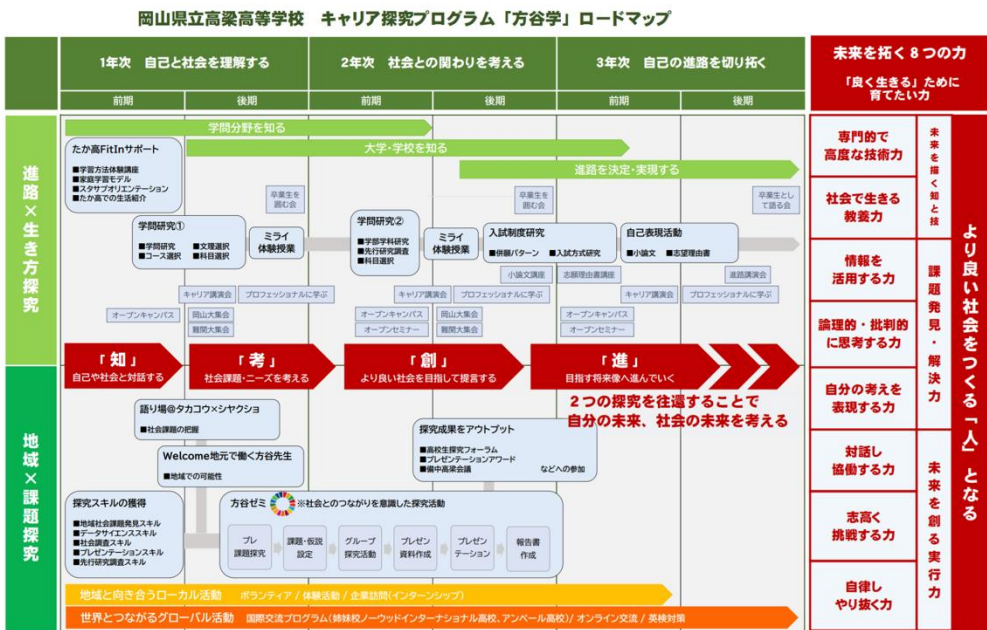 岡山県立高梁高等学校 キャリア探究プログラム「方谷学」ロードマップ
1年次 自己と社会を理解する
2年次 社会との関わりを考える
3年次 自己の進路を切り拓く
前期
後期
前期
後期
前期
後期
未来を拓く8つの力
「良く生きる」ために
育てたい力
進路×生き方探究
学問分野を知る
大学・学校を知る
進路を決定・実現する
たか高FitInサポート
■学習方法体験講座
■家庭学習モデル
■スタサプオリエンテーション
■たか高での生活紹介
卒業生を
囲む会
卒業生を
囲む会
卒業生とし
て語る会
学問研究①
■学問研究 ■文理選択
■コース選択 ■科目選択
ミライ
体験授業
学問研究②
■学部学科研究
■先行研究調査
■科目選択
ミライ
体験授業
入試制度研究
■併願パターン ■入試方式研究
自己表現活動
■小論文 ■志望理由書
小論文講座
志願理由書講座
進路講演会
キャリア講演会
プロフェッショナルに学ぶ
キャリア講演会
プロフェッショナルに学ぶ
キャリア講演会
プロフェッショナルに学ぶ
オープンキャンパス
岡山大集会
難関大集会
オープンキャンパス
オープンセミナー
岡山大集会
難関大集会
オープンキャンパス
オープンセミナー
岡山大集会
難関大集会
「知」
自己や社会と対話する
「考」
社会課題・ニーズを考える
「創」
より良い社会を目指して提言する
「進」
目指す将来像へ進んでいく
2つの探究を往還することで
自分の未来、社会の未来を考える
地域×課題探究
語り場@タカコウ×シヤクショ
■社会課題の把握
Welcome地元で働く方谷先生
■地域での可能性
探究成果をアウトプット
■高校生探究フォーラム
■プレゼンテーションアワード
■備中高梁会議 などへの参加
探究スキルの獲得
■地域社会課題発見スキル
■データサイエンススキル
■社会調査スキル
■プレゼンテーションスキル
■先行研究調査スキル
方谷ゼミ ※社会とのつながりを意識した探究活動
プレ
課題探究
課題・仮説
設定
グループ
探究活動
プレゼン
資料作成
プレゼン
テーション
報告書
作成
地域と向き合うローカル活動 ボランティア / 体験活動 / 企業訪問(インターンシップ)
世界とつながるグローバル活動 国際交流プログラム(姉妹校ノーウッドインターナショナル高校、アンペール高校)/ オンライン交流 / 英検対策
専門的で
高度な技術力
社会で生きる
教養力
情報を
活用する力
論理的・批判的
に思考する力
自分の考えを
表現する力
対話し
協働する力
志高く
挑戦する力
自律し
やり抜く力
未来を描く知と技
課題発見・解決力
未来を創る実行力
より良い社会をつくる「人」となる